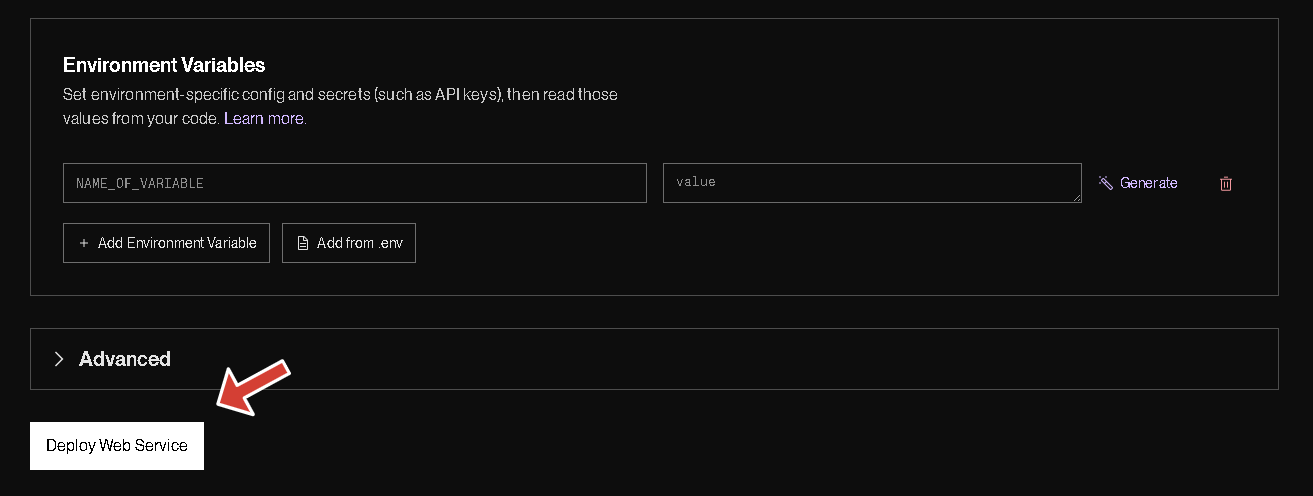 Environment Variables
Set environment-specific config and secrets (such as API keys), then read those
values from your code. Learn more.
NAME_OF_VARIABLE
value
Generate
Add Environment Variable
Add from .env
Advanced
Deploy Web Service